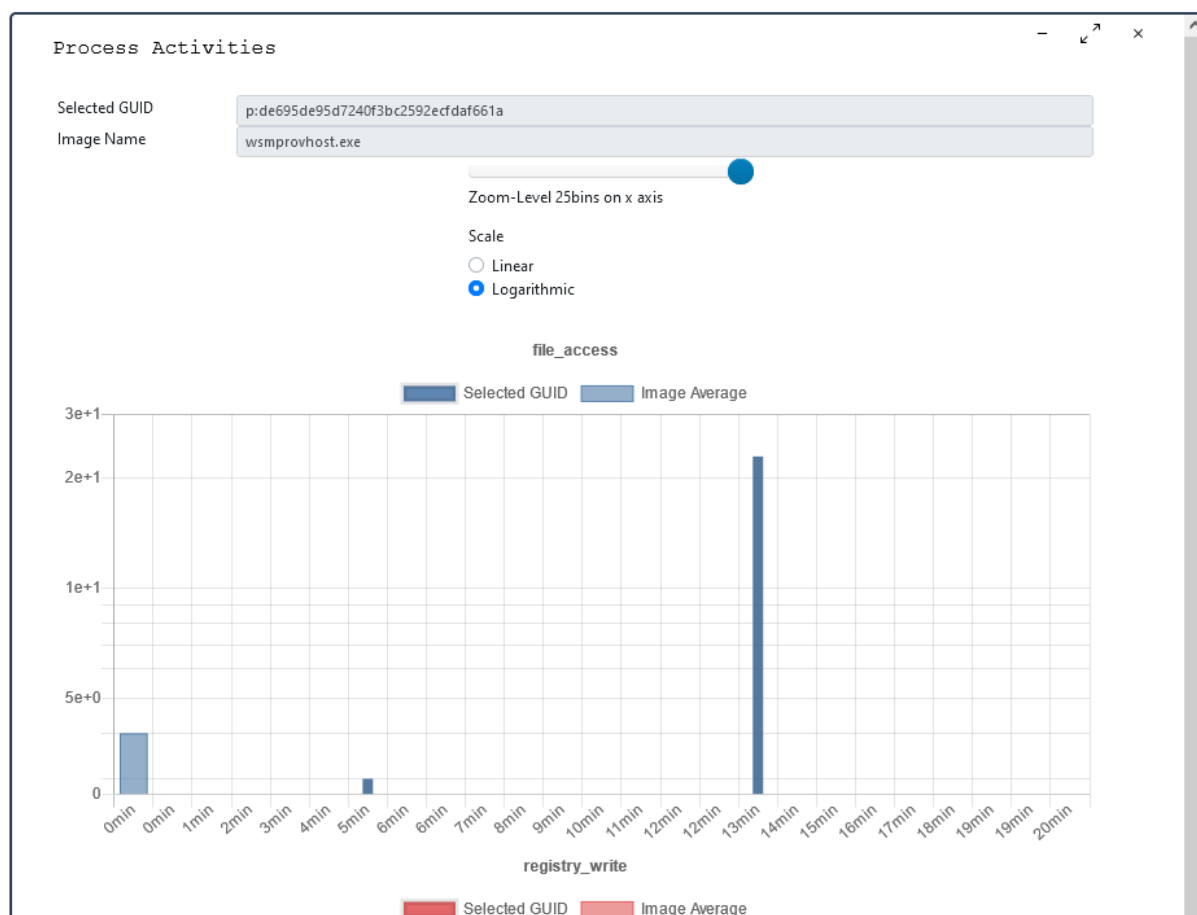 Process Activities
Selected GUID
p:de695de95d7240f3bc2592ecfdaf661a
Image Name
wsmprovhost.exe
Zoom-Level 25bins on x axis
Scale
Linear
Logarithmic
file_access
Selected GUID Image Average
3e+1
2e+1
1e+1
5e+0
0
0min 0min 1min 2min 3min 4min 5min 6min 6min 7min 8min 9min 10min 11min 12min 12min 13min 14min 15min 16min 17min 18min 19min 19min 20min
registry_write
Selected GUID Image Average